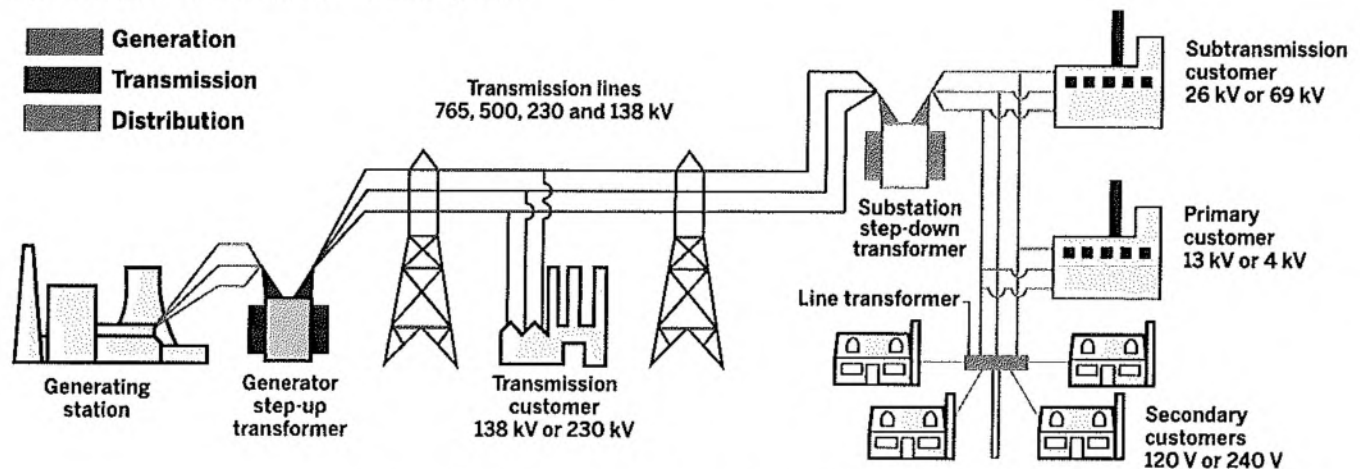 Generation
Transmission
Distribution
Transmission lines
765, 500, 230 and 138 kV
Subtransmission
customer
26 kV or 69 kV
Substation
step-down
transformer
Primary
customer
13 kV or 4 kV
Line transformer
Generating
station
Generator
step-up
transformer
Transmission
customer
138 kV or 230 kV
Secondary
customers
120 V or 240 V